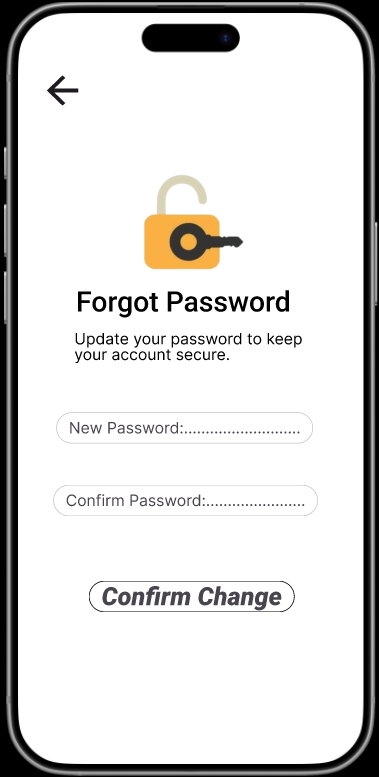 Forgot Password
Update your password to keep
your account secure.
New Password:...........................
Confirm Password:.......................
Confirm Change